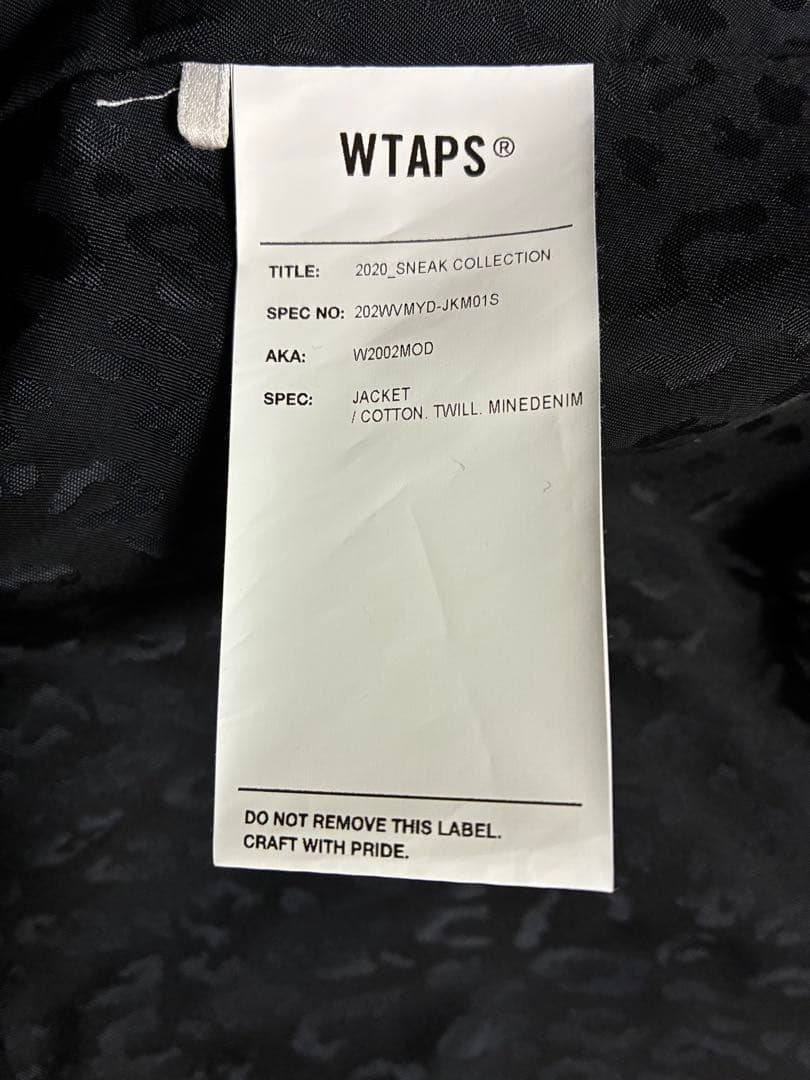 WTAPS®
TITLE: 2020_SNEAK COLLECTION
SPEC NO: 202WVMYD-JKM01S
AKA: W2002MOD
SPEC: JACKET
/ COTTON. TWILL. MINEDENIM
DO NOT REMOVE THIS LABEL.
CRAFT WITH PRIDE.